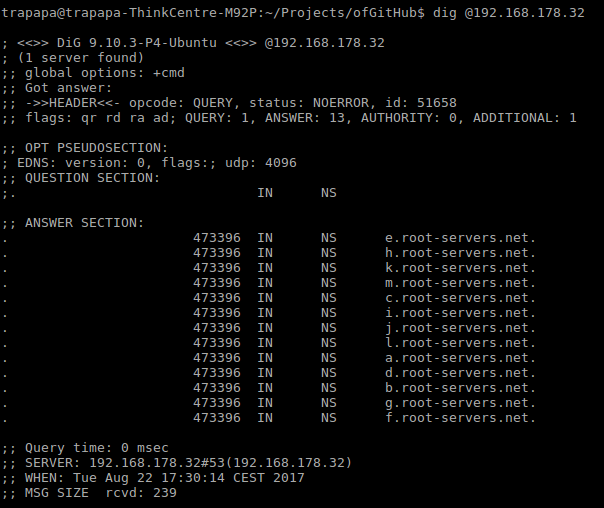 trapapa@trapapa-ThinkCentre-M92P:~/Projects/ofGitHub$ dig @192.168.178.32

; <<>> DiG 9.10.3-P4-Ubuntu <<>> @192.168.178.32
; (1 server found)
;; global options: +cmd
;; Got answer:
;; ->>HEADER<<- opcode: QUERY, status: NOERROR, id: 51658
;; flags: qr rd ra ad; QUERY: 1, ANSWER: 13, AUTHORITY: 0, ADDITIONAL: 1

;; OPT PSEUDOSECTION:
; EDNS: version: 0, flags:; udp: 4096
;; QUESTION SECTION:
;.                               IN      NS

;; ANSWER SECTION:
.                       473396  IN      NS      e.root-servers.net.
.                       473396  IN      NS      h.root-servers.net.
.                       473396  IN      NS      k.root-servers.net.
.                       473396  IN      NS      m.root-servers.net.
.                       473396  IN      NS      c.root-servers.net.
.                       473396  IN      NS      i.root-servers.net.
.                       473396  IN      NS      j.root-servers.net.
.                       473396  IN      NS      l.root-servers.net.
.                       473396  IN      NS      a.root-servers.net.
.                       473396  IN      NS      d.root-servers.net.
.                       473396  IN      NS      b.root-servers.net.
.                       473396  IN      NS      g.root-servers.net.
.                       473396  IN      NS      f.root-servers.net.

;; Query time: 0 msec
;; SERVER: 192.168.178.32#53(192.168.178.32)
;; WHEN: Tue Aug 22 17:30:14 CEST 2017
;; MSG SIZE  rcvd: 239